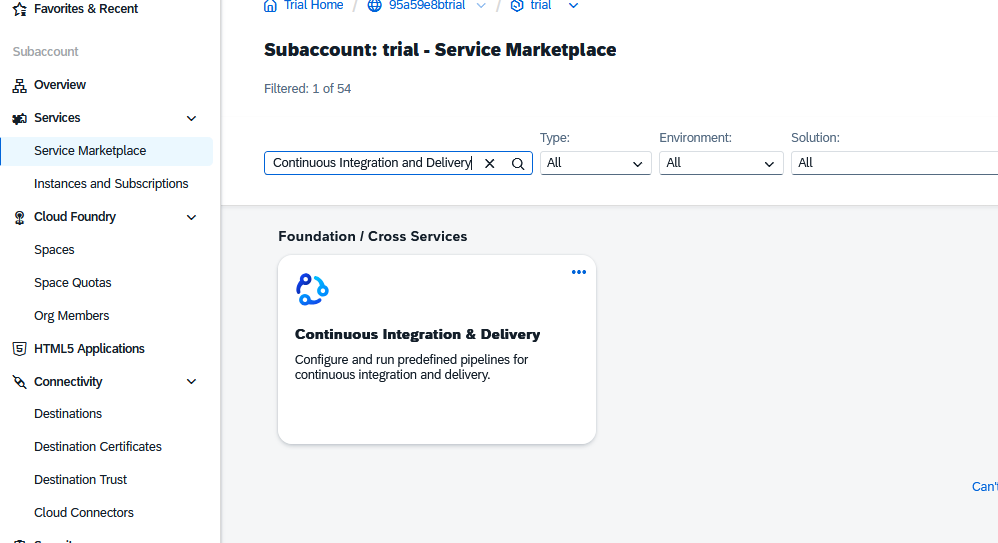 Favorites & Recent
Subaccount
Overview
Services
Service Marketplace
Instances and Subscriptions
Cloud Foundry
Spaces
Space Quotas
Org Members
HTML5 Applications
Connectivity
Destinations
Destination Certificates
Destination Trust
Cloud Connectors
Trial Home / 95a59e8btrial / trial
Subaccount: trial - Service Marketplace
Filtered: 1 of 54
Type: Environment: Solution:
Continuous Integration and Delivery All All All
Foundation / Cross Services
Continuous Integration & Delivery
Configure and run predefined pipelines for
continuous integration and delivery.
Can't